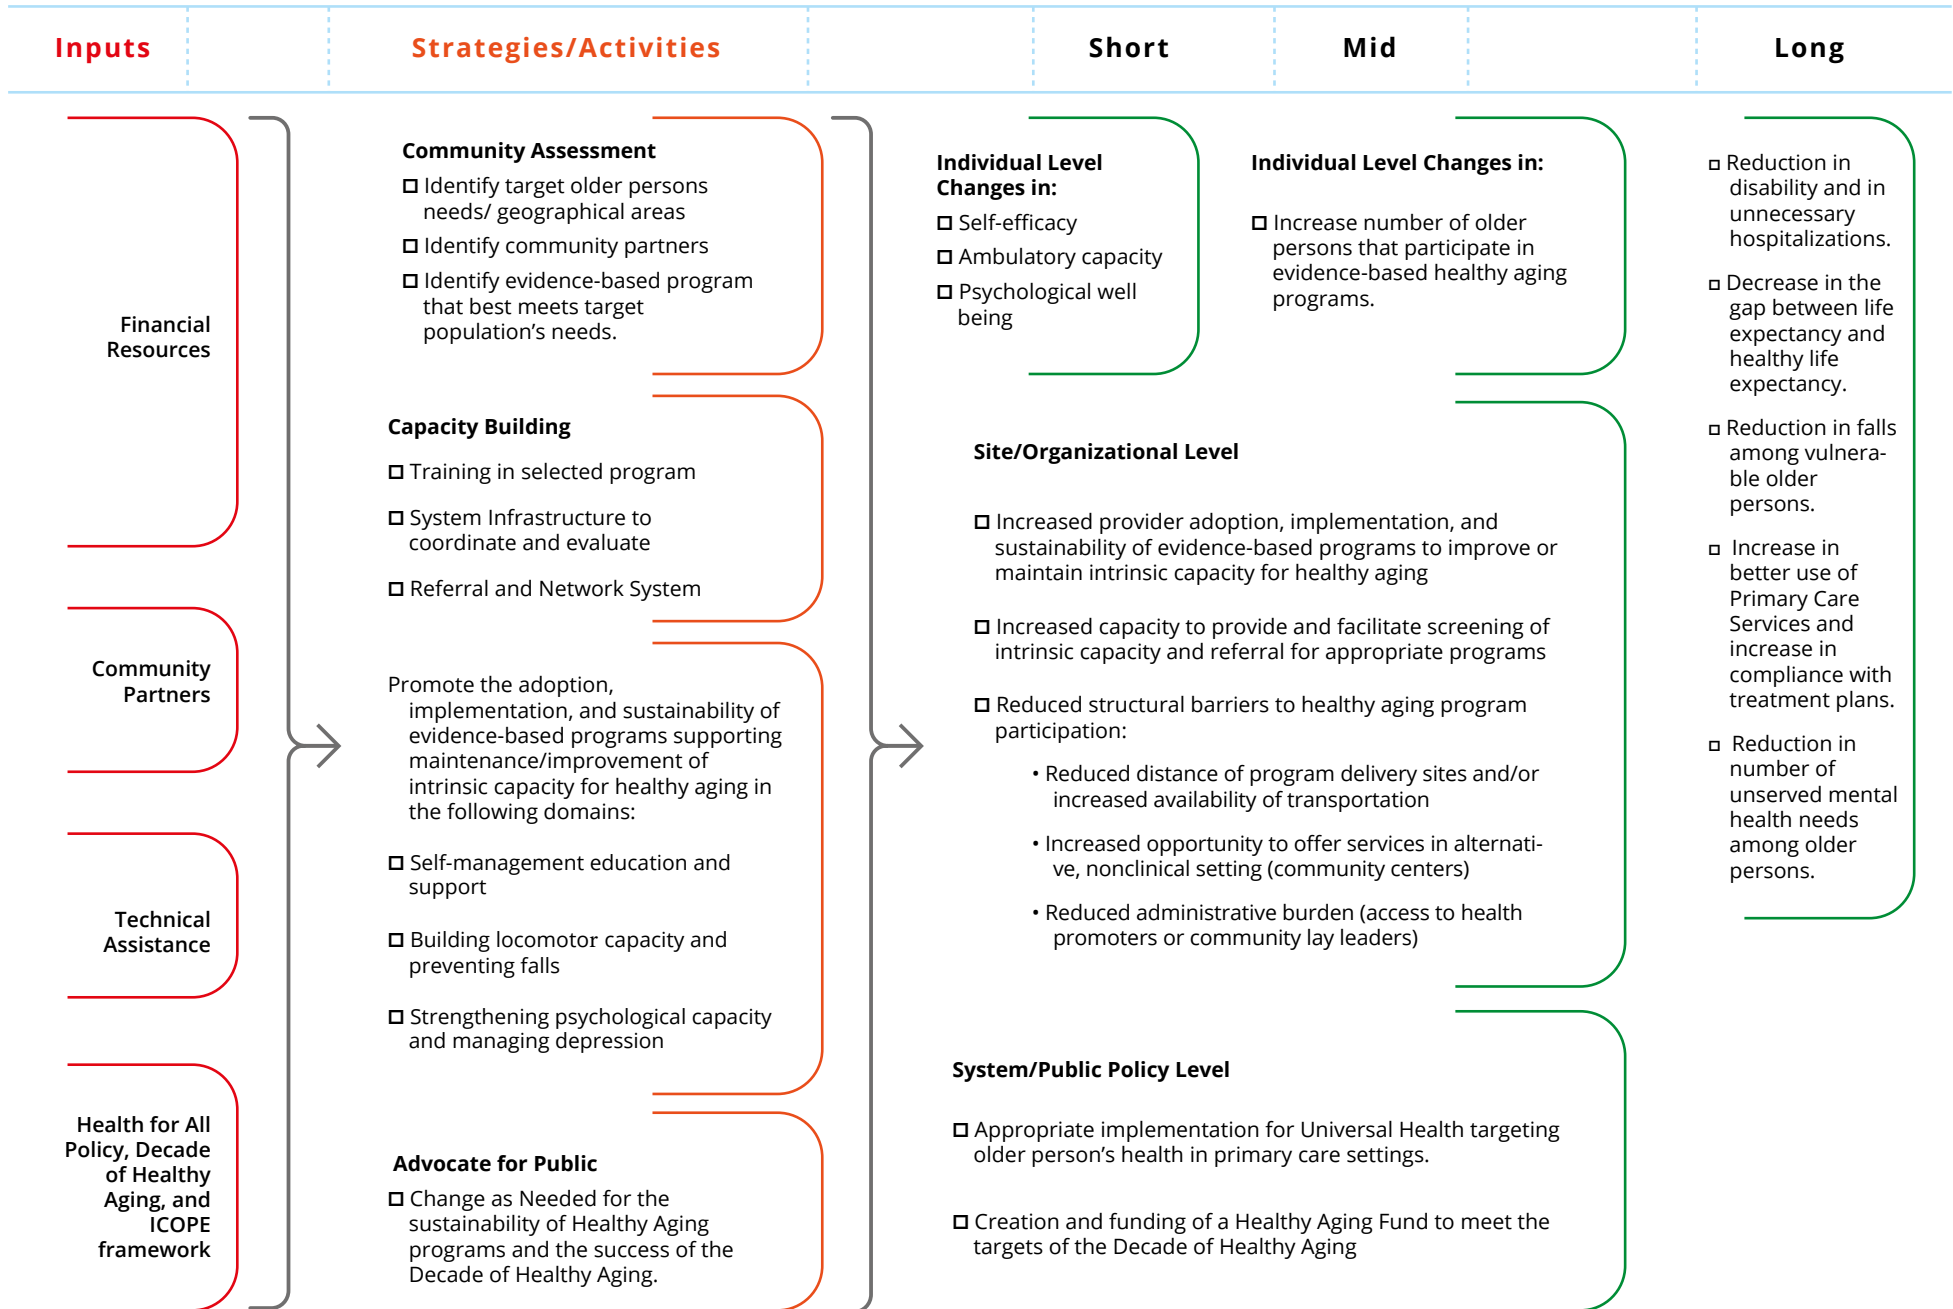 Inputs
Strategies/Activities
Short
Mid
Long
Financial
Resources
Community
Partners
Technical
Assistance
Health for All
Policy, Decade
of Healthy
Aging, and
ICOPE
framework
Community Assessment
Identify target older persons
needs/ geographical areas
Identify community partners
Identify evidence-based program
that best meets target
population’s needs.
Capacity Building
Training in selected program
System Infrastructure to
coordinate and evaluate
Referral and Network System
Promote the adoption,
implementation, and sustainability of
evidence-based programs supporting
maintenance/improvement of
intrinsic capacity for healthy aging in
the following domains:
Self-management education and
support
Building locomotor capacity and
preventing falls
Strengthening psychological capacity
and managing depression
Advocate for Public
Change as Needed for the
sustainability of Healthy Aging
programs and the success of the
Decade of Healthy Aging.
Individual Level
Changes in:
Self-efficacy
Ambulatory capacity
Psychological well
being
Individual Level Changes in:
Increase number of older
persons that participate in
evidence-based healthy aging
programs.
Site/Organizational Level
Increased provider adoption, implementation, and
sustainability of evidence-based programs to improve or
maintain intrinsic capacity for healthy aging
Increased capacity to provide and facilitate screening of
intrinsic capacity and referral for appropriate programs
Reduced structural barriers to healthy aging program
participation:
• Reduced distance of program delivery sites and/or
increased availability of transportation
• Increased opportunity to offer services in alternati-
ve, nonclinical setting (community centers)
• Reduced administrative burden (access to health
promoters or community lay leaders)
System/Public Policy Level
Appropriate implementation for Universal Health targeting
older person’s health in primary care settings.
Creation and funding of a Healthy Aging Fund to meet the
targets of the Decade of Healthy Aging
Reduction in
disability and in
unnecessary
hospitalizations.
Decrease in the
gap between life
expectancy and
healthy life
expectancy.
Reduction in falls
among vulnera-
ble older
persons.
Increase in
better use of
Primary Care
Services and
increase in
compliance with
treatment plans.
Reduction in
number of
unserved mental
health needs
among older
persons.